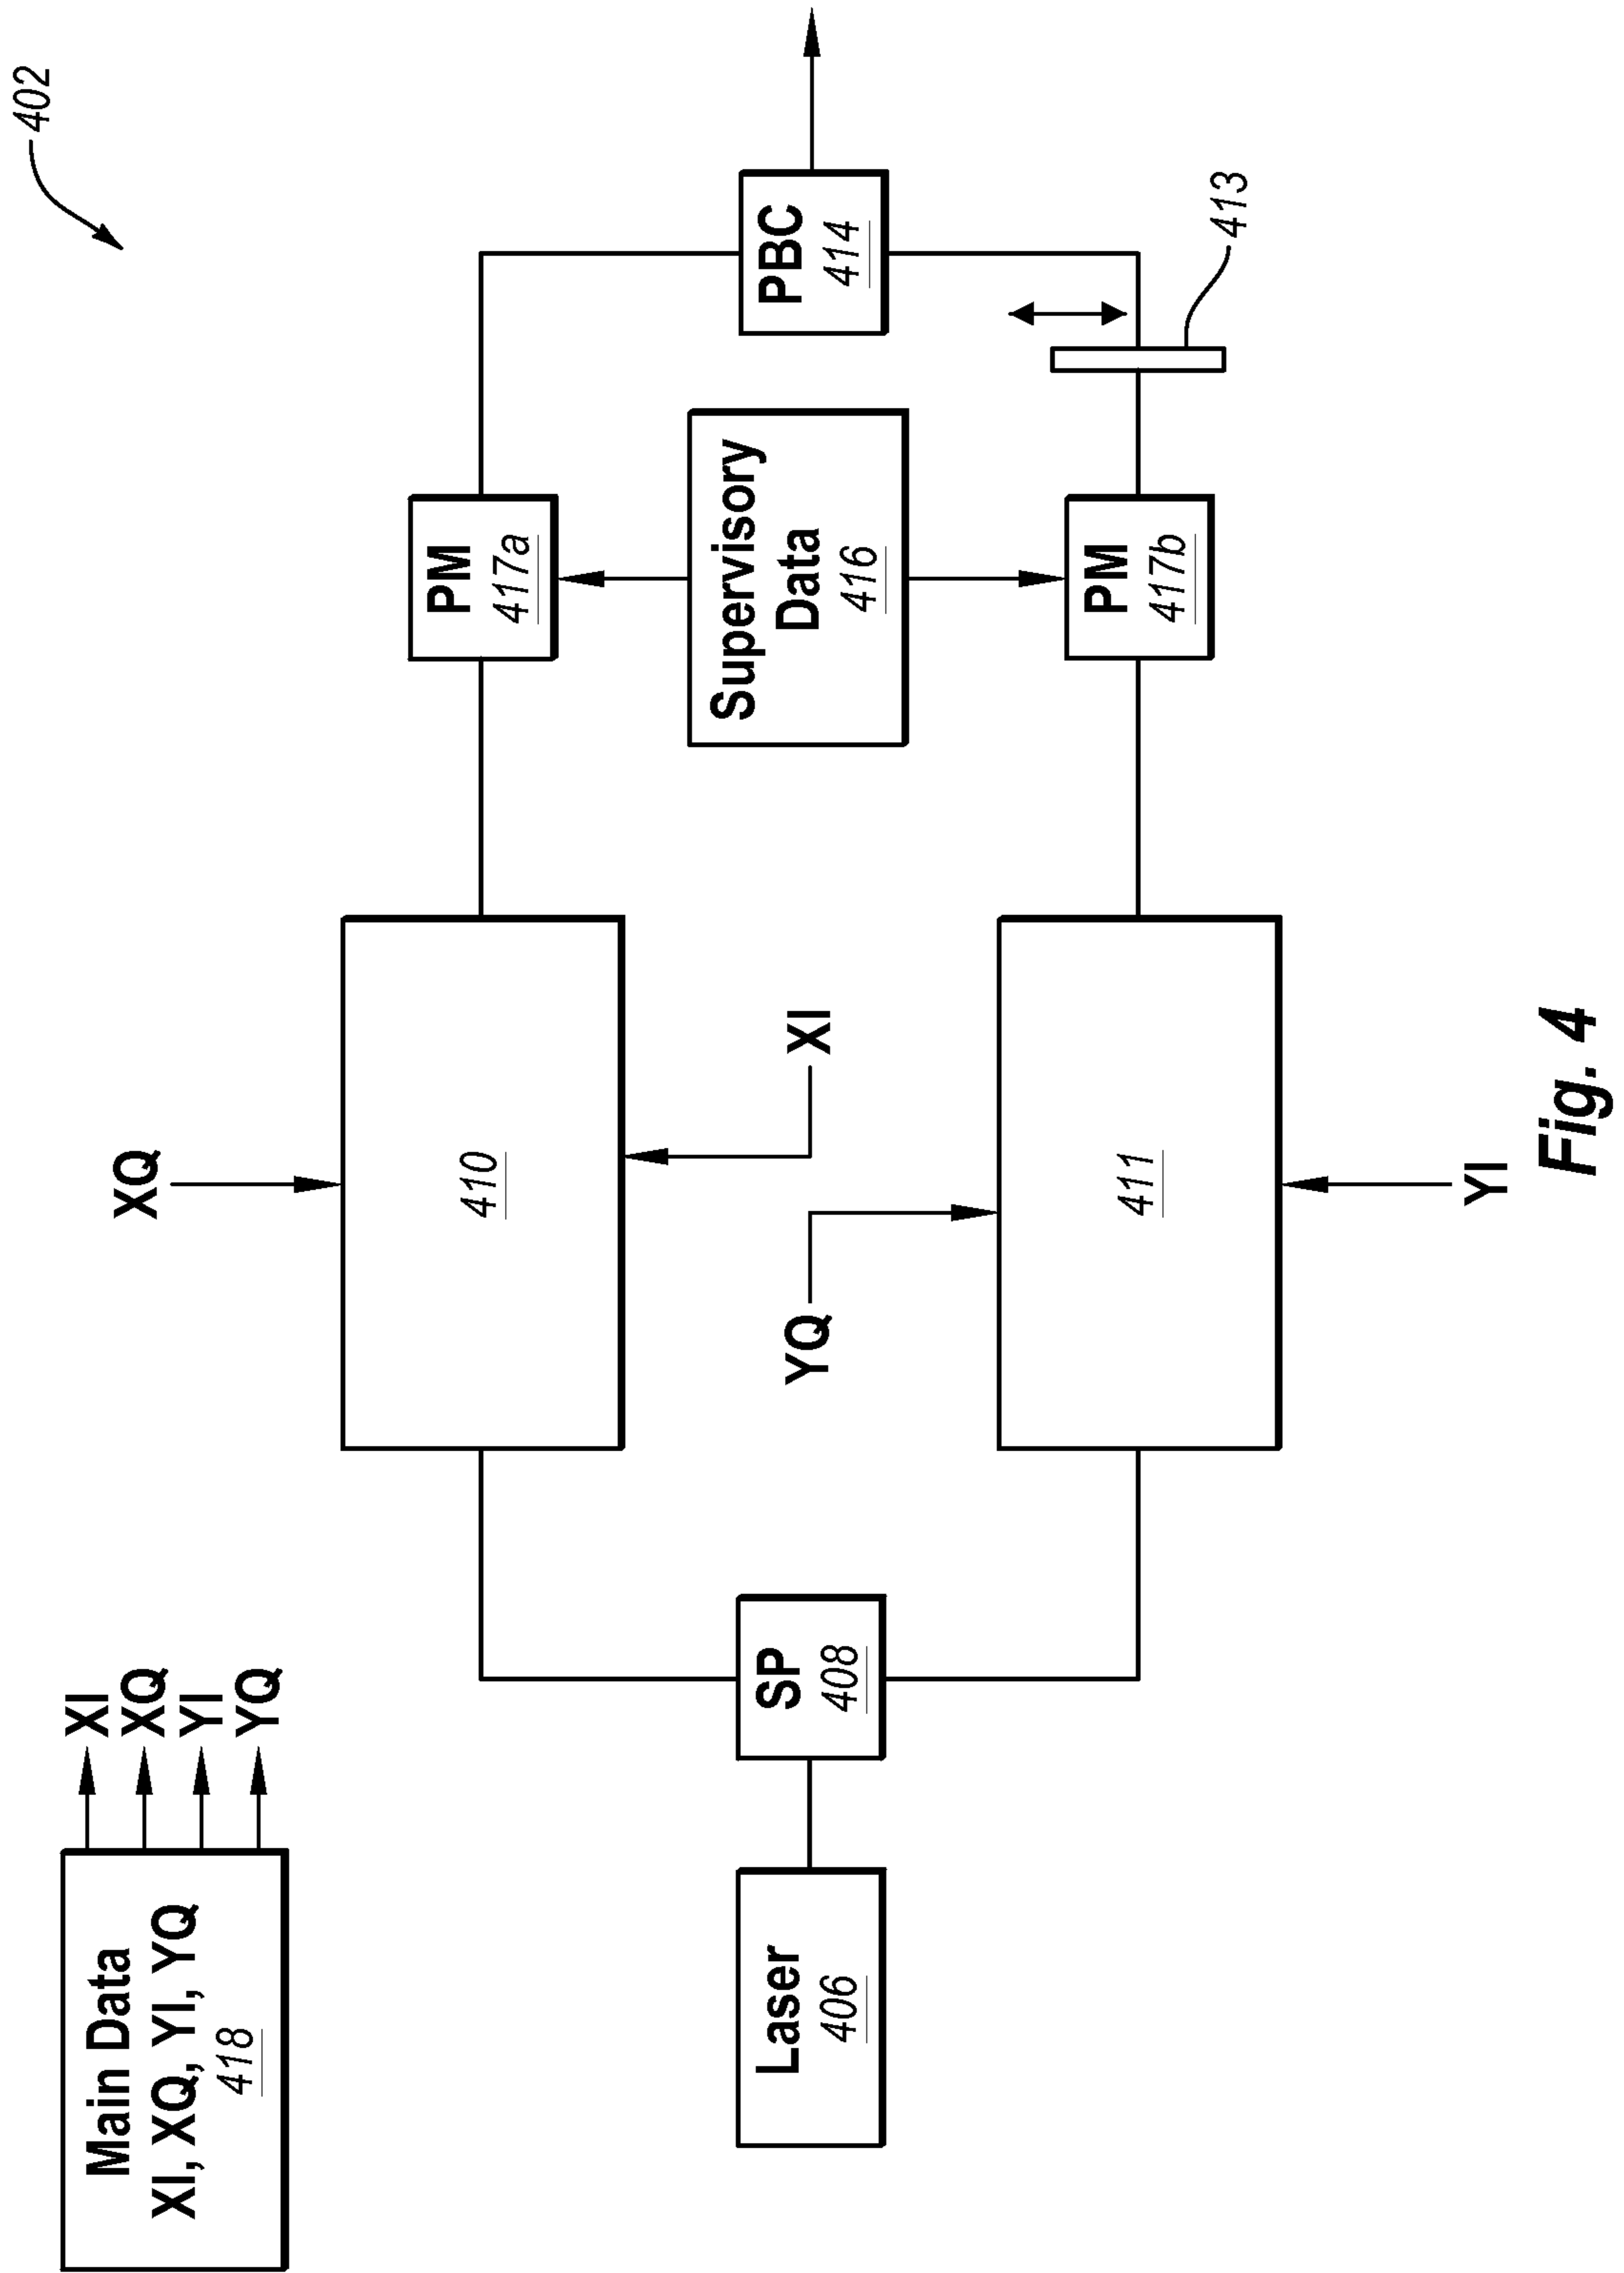 402
Main Data
XI, XQ, YI, YQ
418
XI
XQ
YI
YQ
Laser
406
SP
408
XQ
410
XI
YQ
411
YI
PM
417a
Supervisory
Data
416
PM
417b
PBC
414
413
Fig. 4